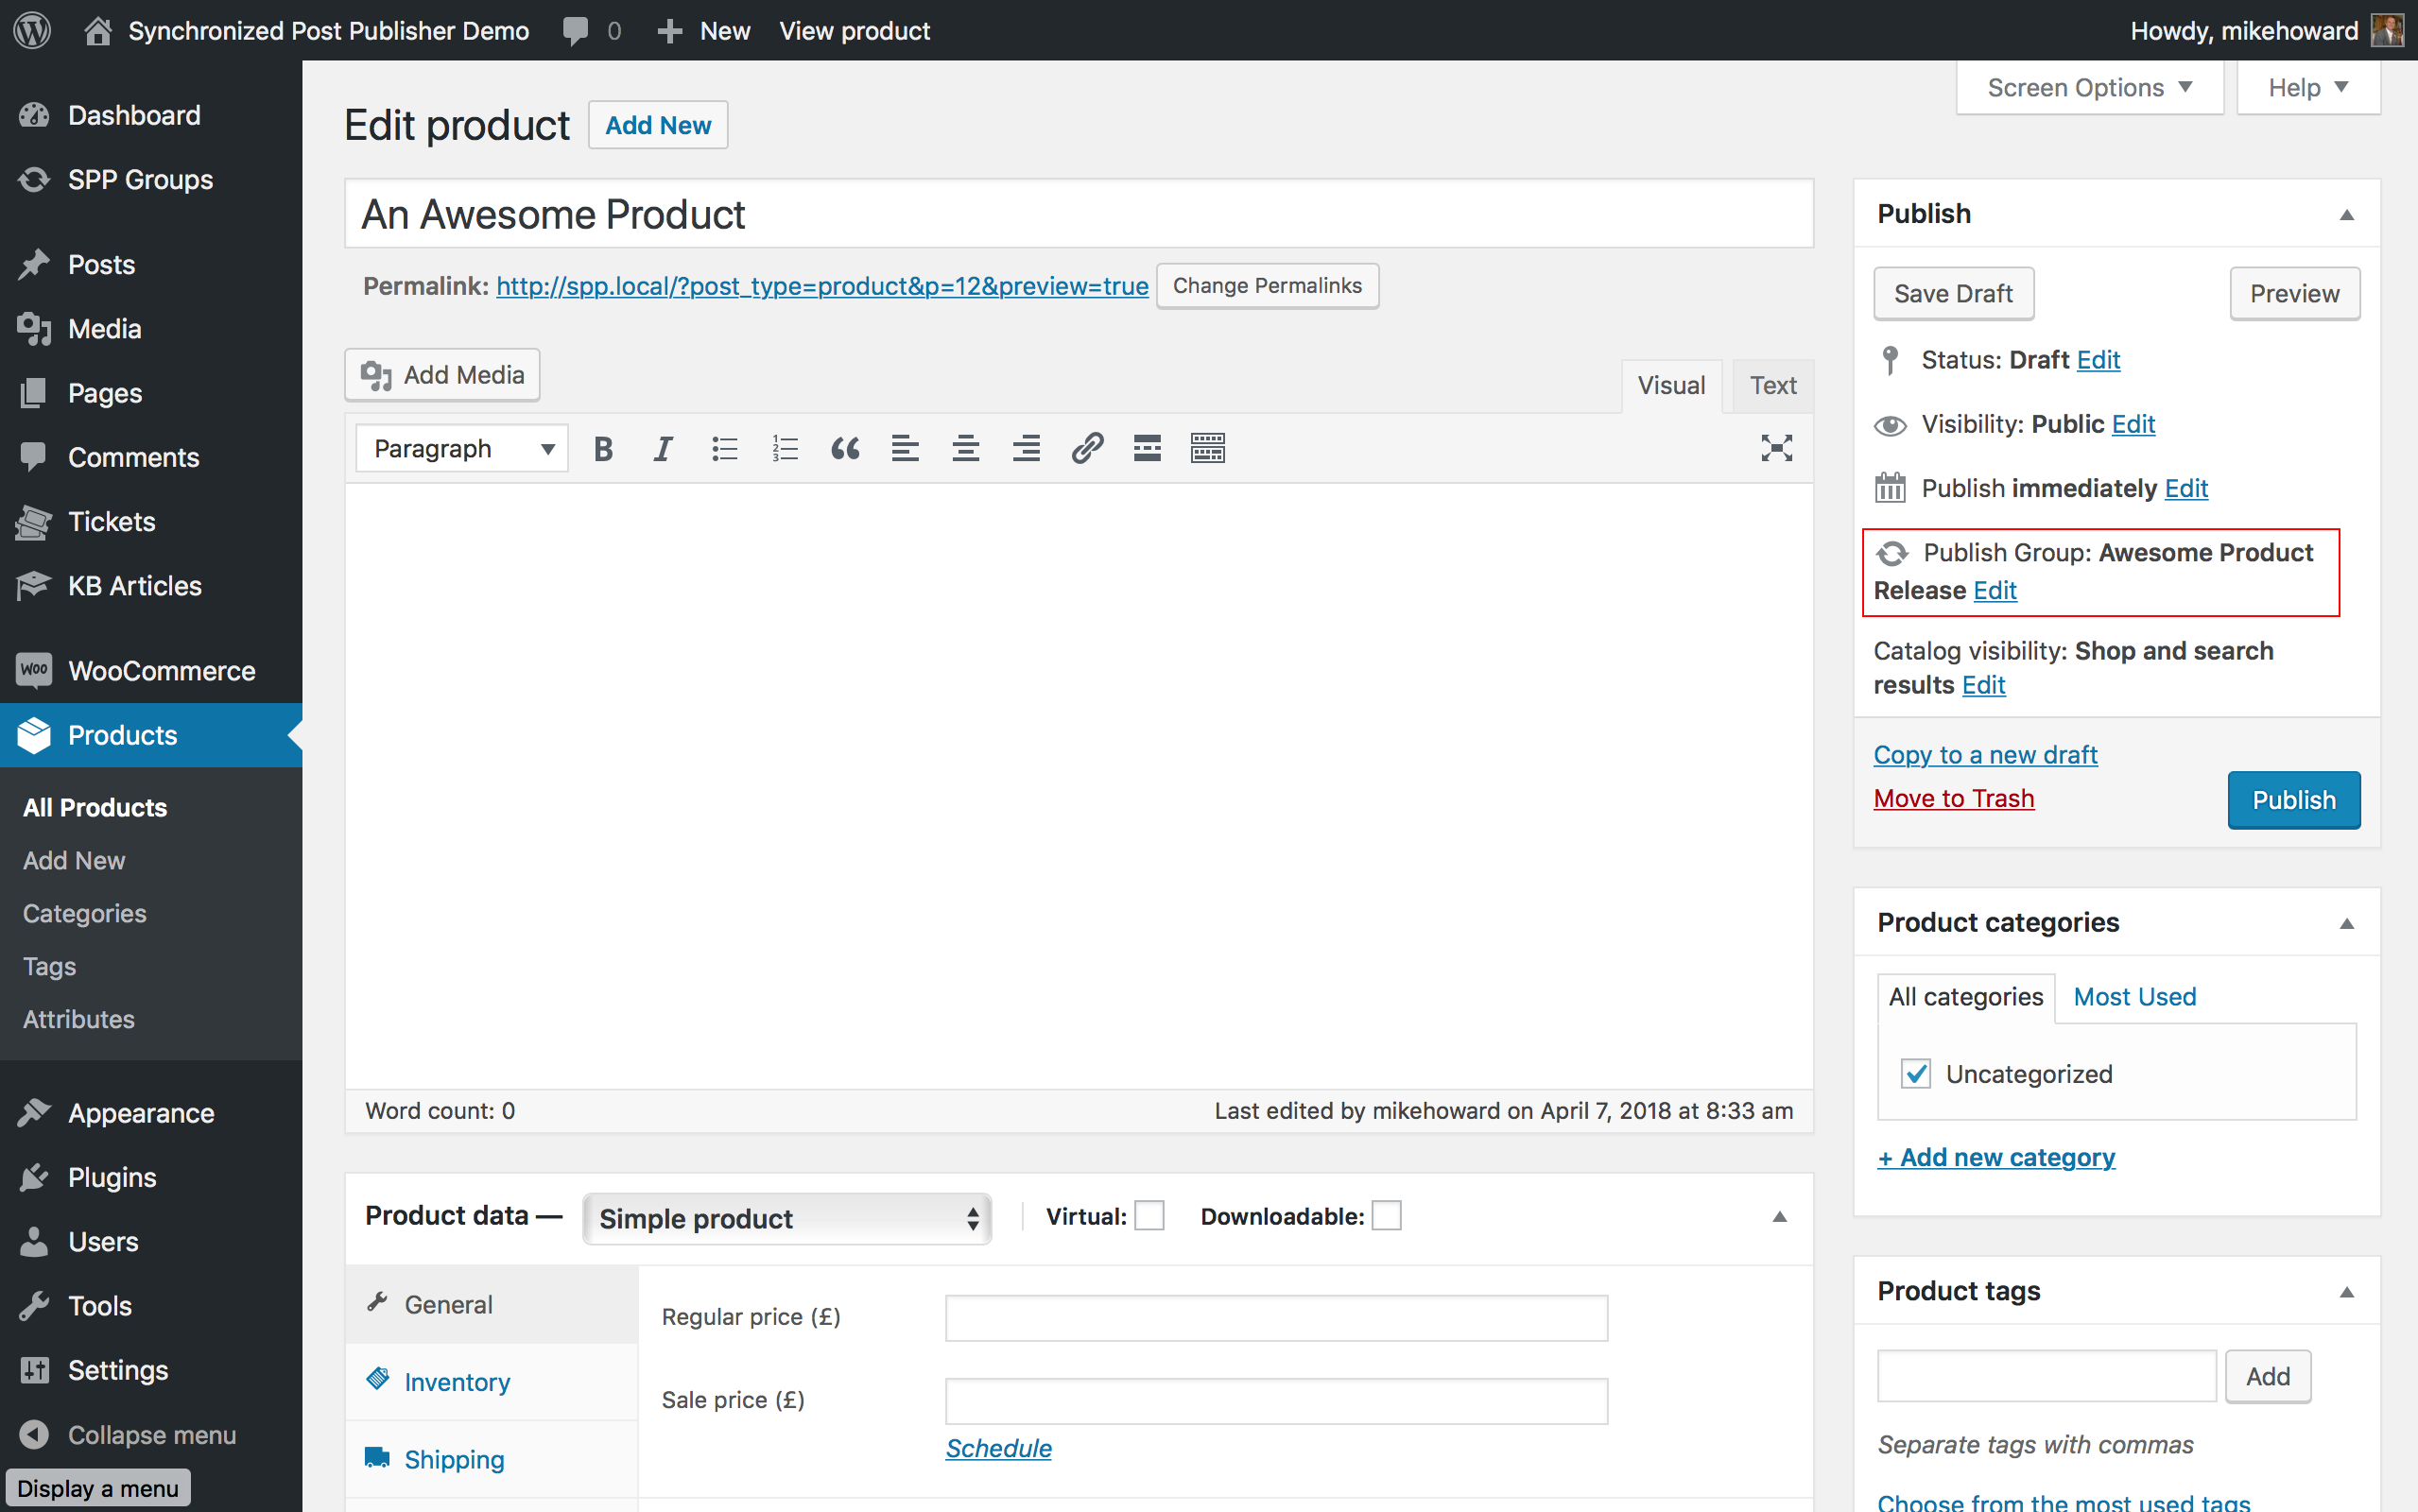 Synchronized Post Publisher Demo 0 New View product Howdy, mikehoward
Dashboard
SPP Groups
Posts
Media
Pages
Comments
Tickets
KB Articles
Woo WooCommerce
Products
All Products
Add New
Categories
Tags
Attributes
Appearance
Plugins
Users
Tools
Settings
Collapse menu
Display a menu
Screen Options Help
Edit product Add New
An Awesome Product
Permalink: http://spp.local/?post_type=product&p=12&preview=true Change Permalinks
Add Media Visual Text
Paragraph B I
Word count: 0 Last edited by mikehoward on April 7, 2018 at 8:33 am
Product data — Simple product Virtual: Downloadable:
General
Inventory
Shipping
Regular price (£)
Sale price (£)
Schedule
Publish
Save Draft Preview
Status: Draft Edit
Visibility: Public Edit
Publish immediately Edit
Publish Group: Awesome Product
Release Edit
Catalog visibility: Shop and search
results Edit
Copy to a new draft
Move to Trash Publish
Product categories
All categories Most Used
Uncategorized
+ Add new category
Product tags
Add
Separate tags with commas
Choose from the most used tags